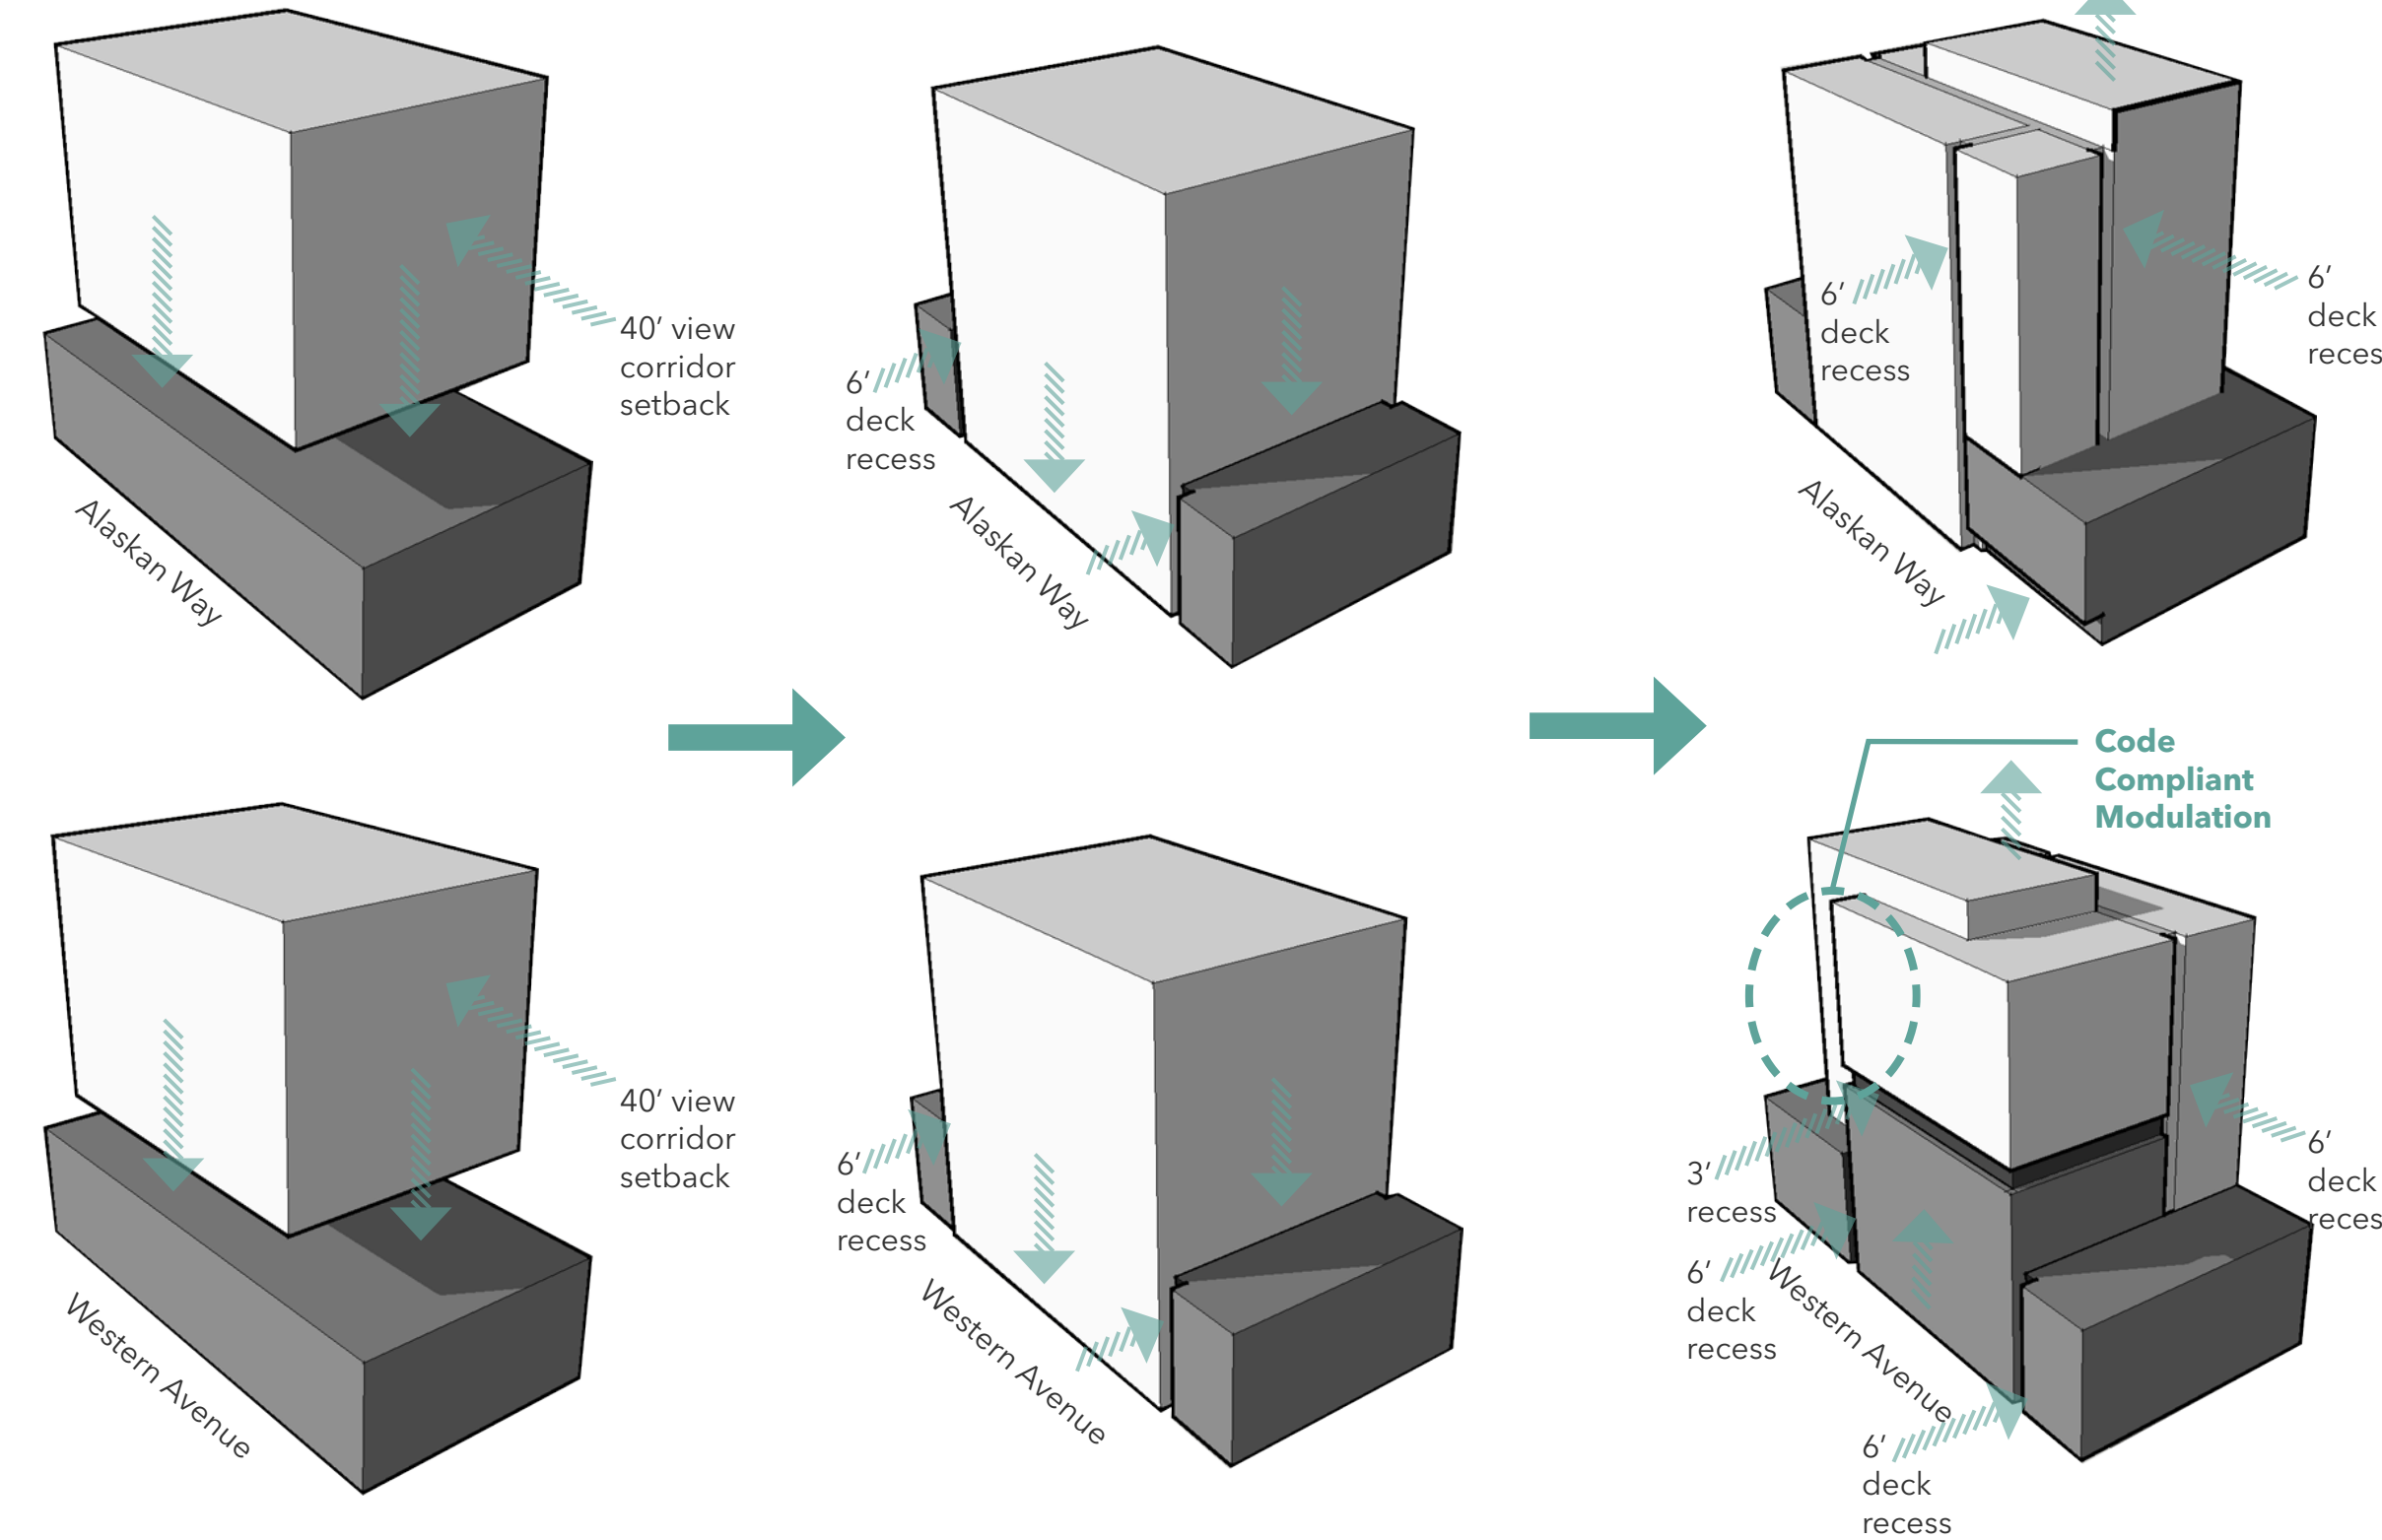 40′ view
corridor
setback
Alaskan Way
6′
deck
recess
Alaskan Way
6′
deck
recess
6′
deck
reces
Alaskan Way
Code
Compliant
Modulation
40′ view
corridor
setback
Western Avenue
6′
deck
recess
Western Avenue
3′
recess
6′
deck
recess
Western Avenue
6′
deck
recess
6′
deck
reces